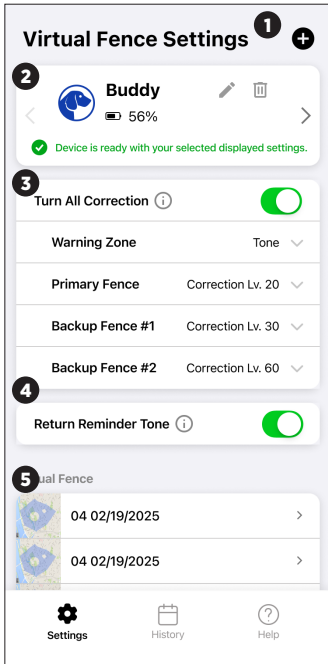 Virtual Fence Settings
1
2
Buddy
56%
Device is ready with your selected displayed settings.
3
Turn All Correction
Warning Zone Tone
Primary Fence Correction Lv. 20
Backup Fence #1 Correction Lv. 30
Backup Fence #2 Correction Lv. 60
4
Return Reminder Tone
5
ual Fence
04 02/19/2025
04 02/19/2025
Settings History Help